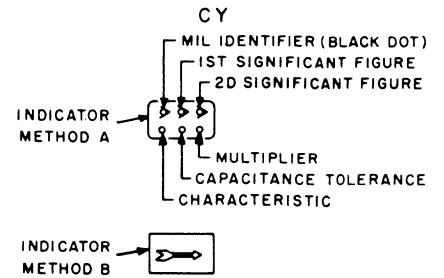 CY
MIL IDENTIFIER (BLACK DOT)
1ST SIGNIFICANT FIGURE
2D SIGNIFICANT FIGURE
INDICATOR
METHOD A
MULTIPLIER
CAPACITANCE TOLERANCE
CHARACTERISTIC
INDICATOR
METHOD B